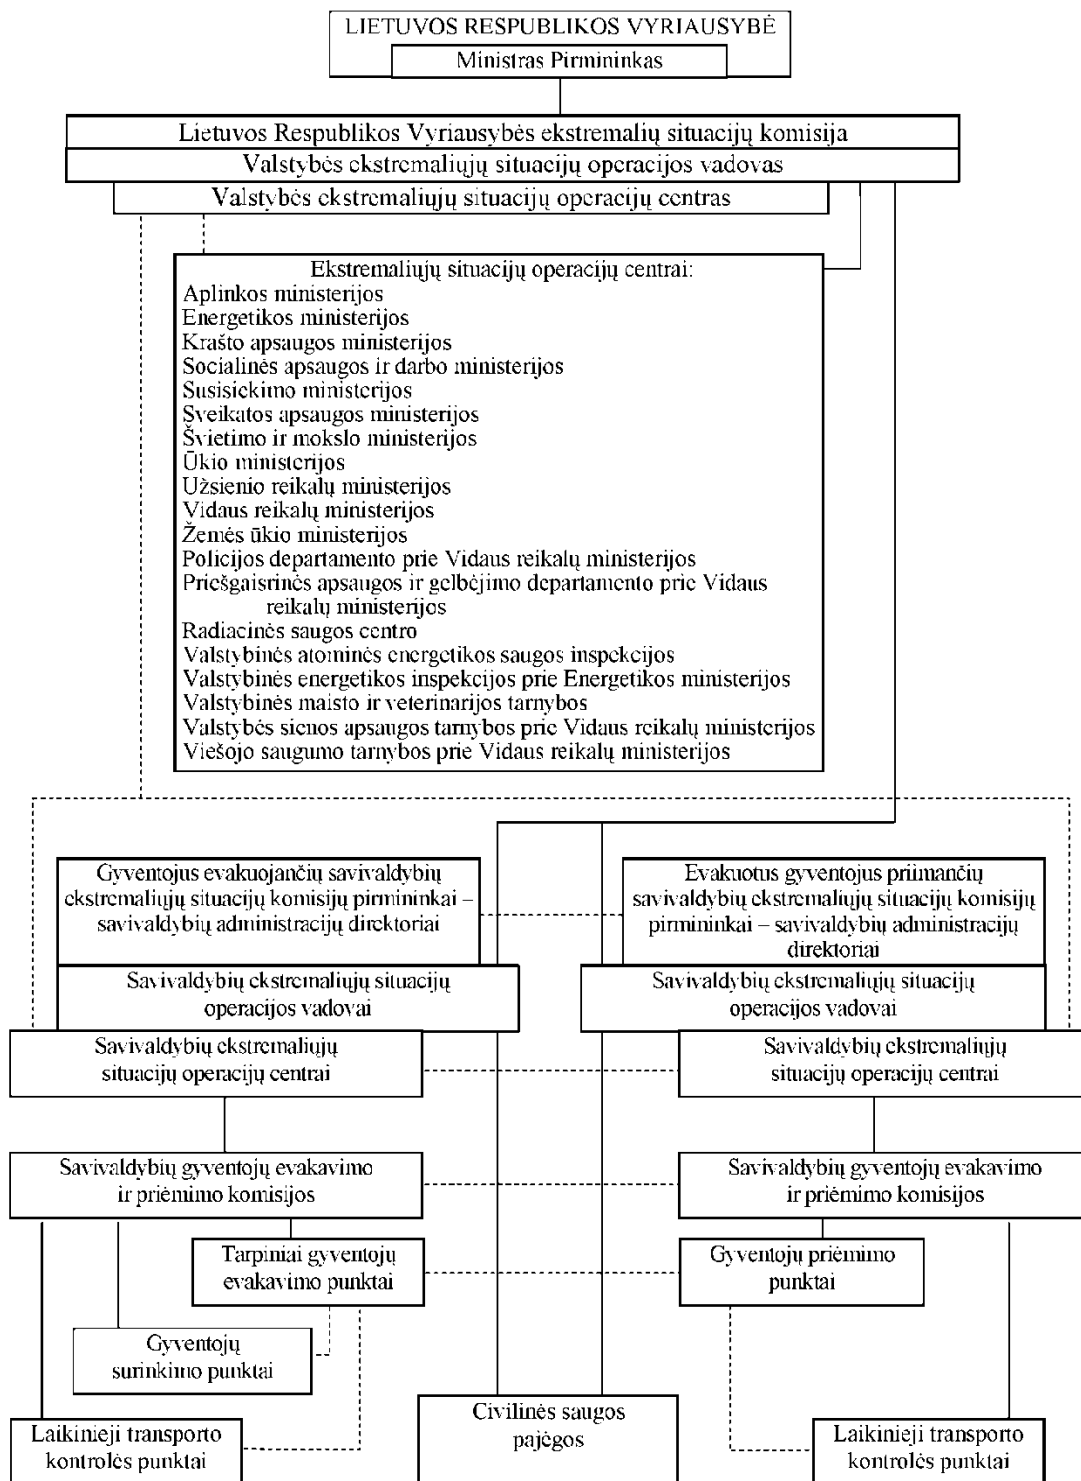 LIETUVOS RESPUBLIKOS VYRIAUSYBĖ
Ministras Pirmininkas
Lietuvos Respublikos Vyriausybės ekstremalių situacijų komisija
Valstybės ekstremaliųjų situacijų operacijos vadovas
Valstybės ekstremaliųjų situacijų operacijų centras
Ekstremaliųjų situacijų operacijų centrai:
Aplinkos ministerijos
Energetikos ministerijos
Krašto apsaugos ministerijos
Socialinės apsaugos ir darbo ministerijos
Susisiekimo ministerijos
Sveikatos apsaugos ministerijos
Švietimo ir mokslo ministerijos
Ūkio ministerijos
Užsienio reikalų ministerijos
Vidaus reikalų ministerijos
Žemės ūkio ministerijos
Policijos departamento prie Vidaus reikalų ministerijos
Priešgaisrinės apsaugos ir gelbėjimo departamento prie Vidaus
reikalų ministerijos
Radiacinės saugos centro
Valstybinės atominės energetikos saugos inspekcijos
Valstybinės energetikos inspekcijos prie Energetikos ministerijos
Valstybinės maisto ir veterinarijos tarnybos
Valstybės sienos apsaugos tarnybos prie Vidaus reikalų ministerijos
Viešojo saugumo tarnybos prie Vidaus reikalų ministerijos
Gyventojus evakuojančių savivaldybių
ekstremaliųjų situacijų komisijų pirmininkai –
savivaldybių administracijų direktoriai
Evakuotus gyventojus priimančių
savivaldybių ekstremaliųjų situacijų komisijų
pirmininkai – savivaldybių administracijų
direktoriai
Savivaldybių ekstremaliųjų situacijų
operacijos vadovai
Savivaldybių ekstremaliųjų situacijų
operacijos vadovai
Savivaldybių ekstremaliųjų
situacijų operacijų centrai
Savivaldybių ekstremaliųjų
situacijų operacijų centrai
Savivaldybių gyventojų evakavimo
ir priėmimo komisijos
Savivaldybių gyventojų evakavimo
ir priėmimo komisijos
Tarpiniai gyventojų
evakavimo punktai
Gyventojų priėmimo
punktai
Gyventojų
surinkimo punktai
Civilinės saugos
pajėgos
Laikinieji transporto
kontrolės punktai
Laikinieji transporto
kontrolės punktai